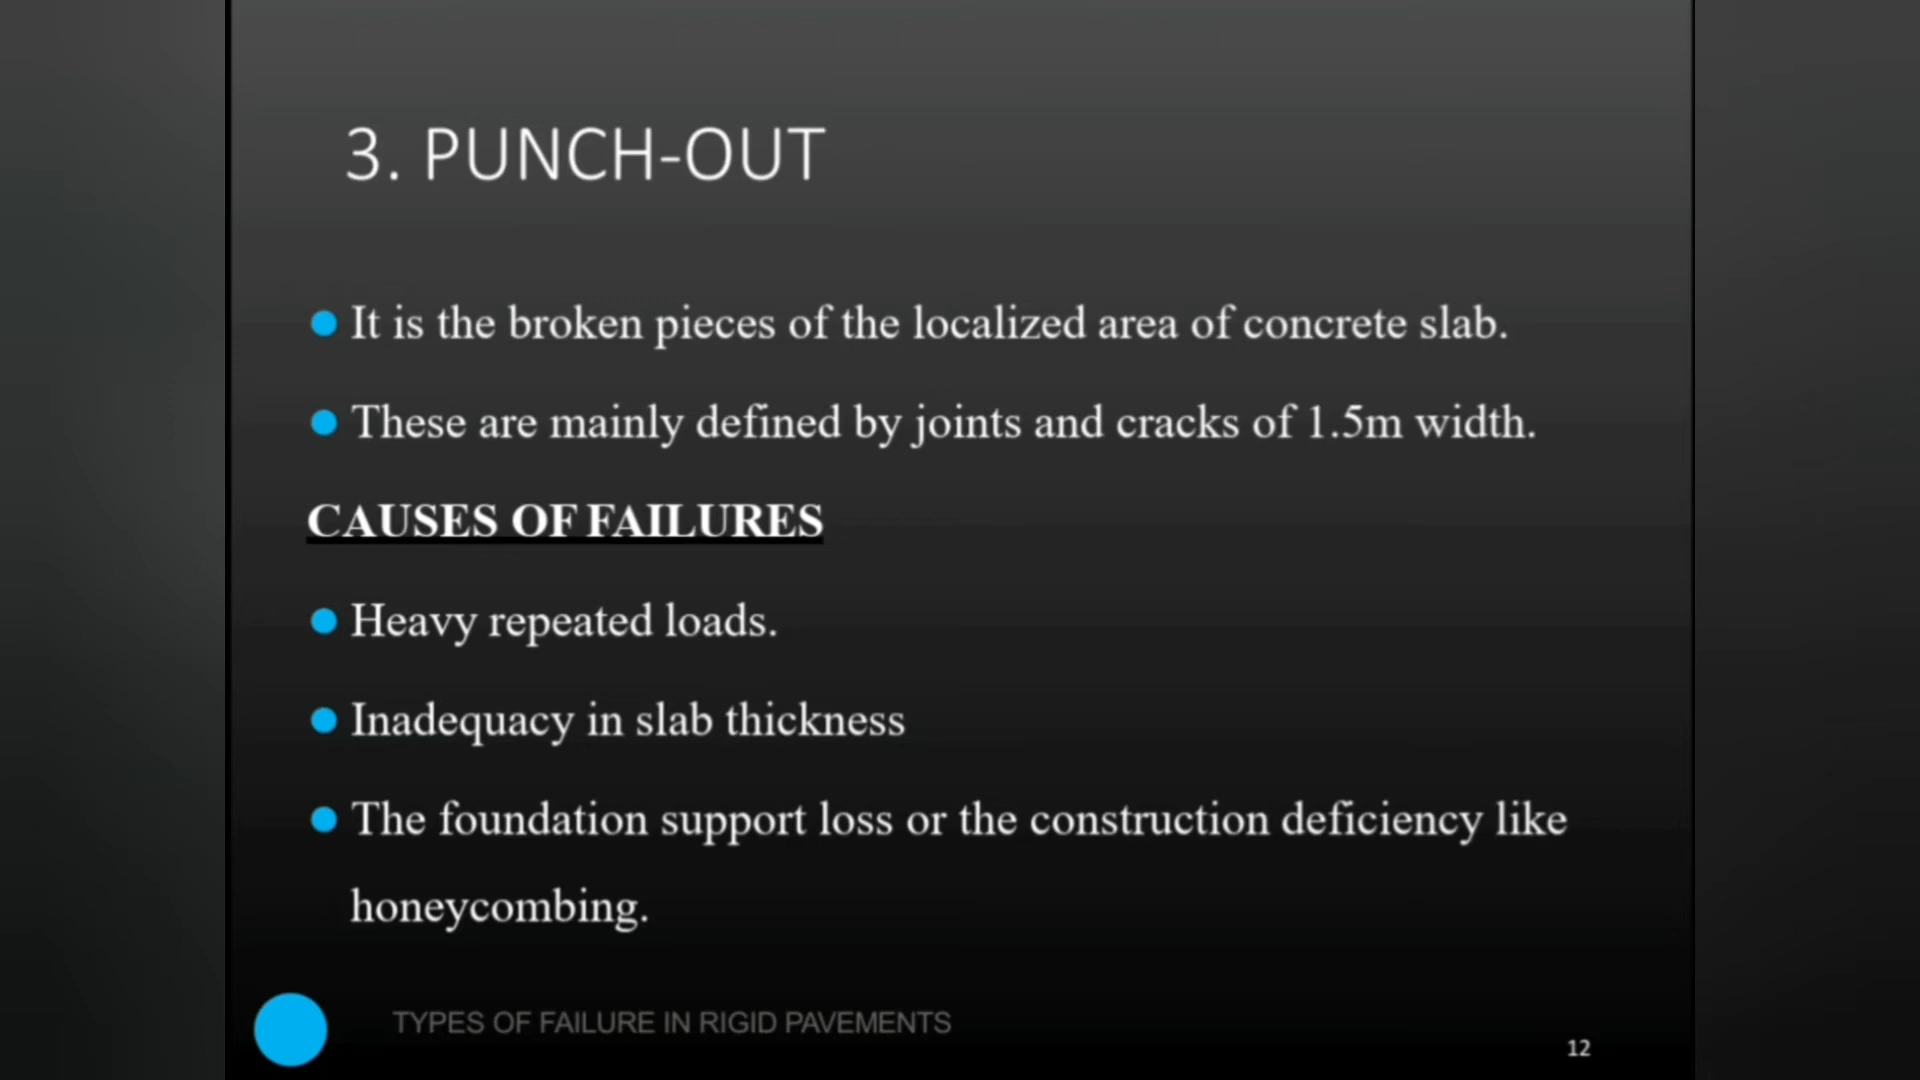 3. PUNCH-OUT
It is the broken pieces of the localized area of concrete slab.
These are mainly defined by joints and cracks of 1.5m width.
CAUSES OF FAILURES
Heavy repeated loads.
Inadequacy in slab thickness
The foundation support loss or the construction deficiency like
honeycombing.
TYPES OF FAILURE IN RIGID PAVEMENTS
12